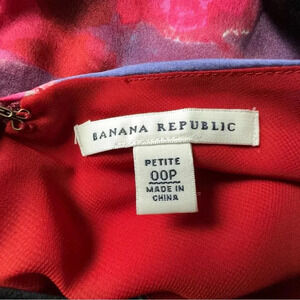 BANANA REPUBLIC
PETITE
00P
MADE IN
CHINA